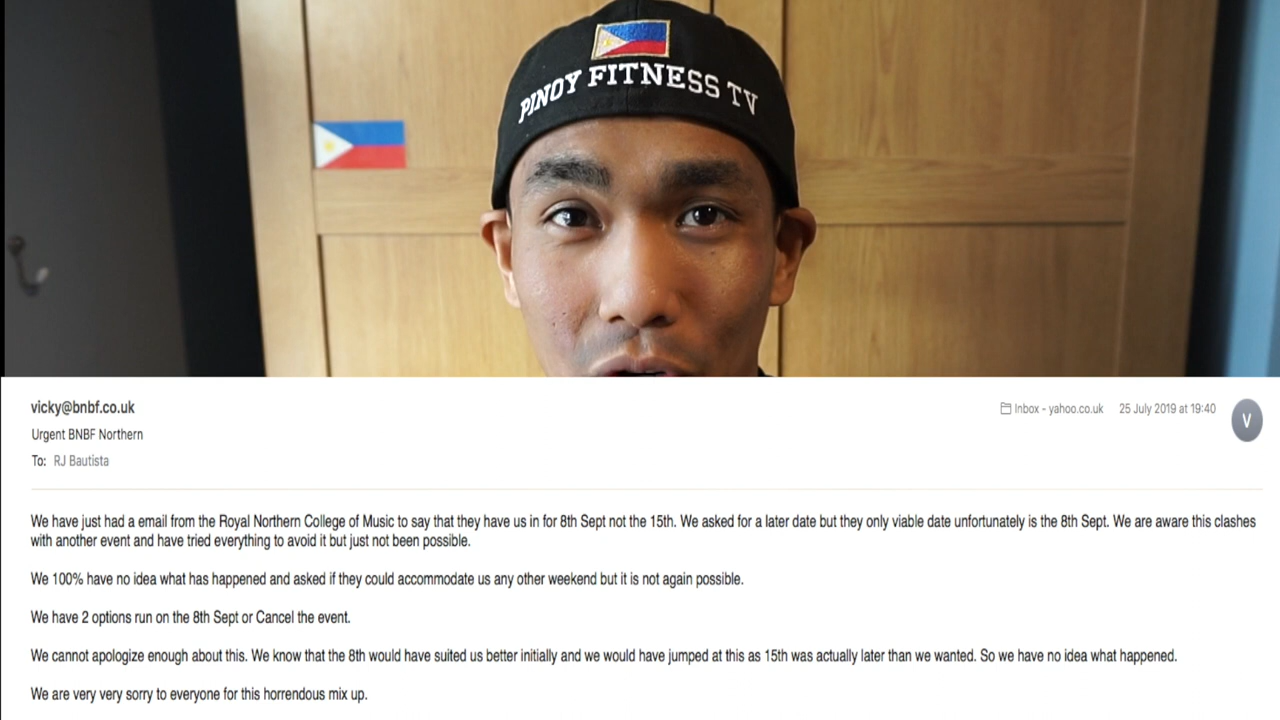 PINOY FITNESS TV
vicky@bnbf.co.uk
Inbox - yahoo.co.uk 25 July 2019 at 19:40
V
Urgent BNBF Northern
To: RJ Bautista
We have just had a email from the Royal Northern College of Music to say that they have us in for 8th Sept not the 15th. We asked for a later date but they only viable date unfortunately is the 8th Sept. We are aware this clashes
with another event and have tried everything to avoid it but just not been possible.
We 100% have no idea what has happened and asked if they could accommodate us any other weekend but it is not again possible.
We have 2 options run on the 8th Sept or Cancel the event.
We cannot apologize enough about this. We know that the 8th would have suited us better initially and we would have jumped at this as 15th was actually later than we wanted. So we have no idea what happened.
We are very very sorry to everyone for this horrendous mix up.